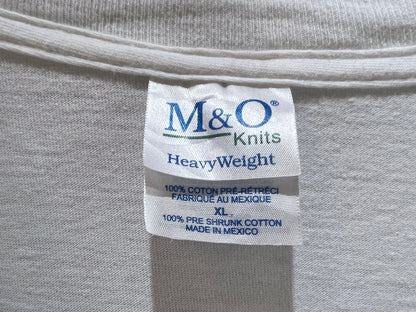 M&O®
Knits
HeavyWeight
100% COTON PRÉ-RÉTRÉCI
FABRIQUÉ AU MEXIQUE
XL
100% PRE SHRUNK COTTON
MADE IN MEXICO